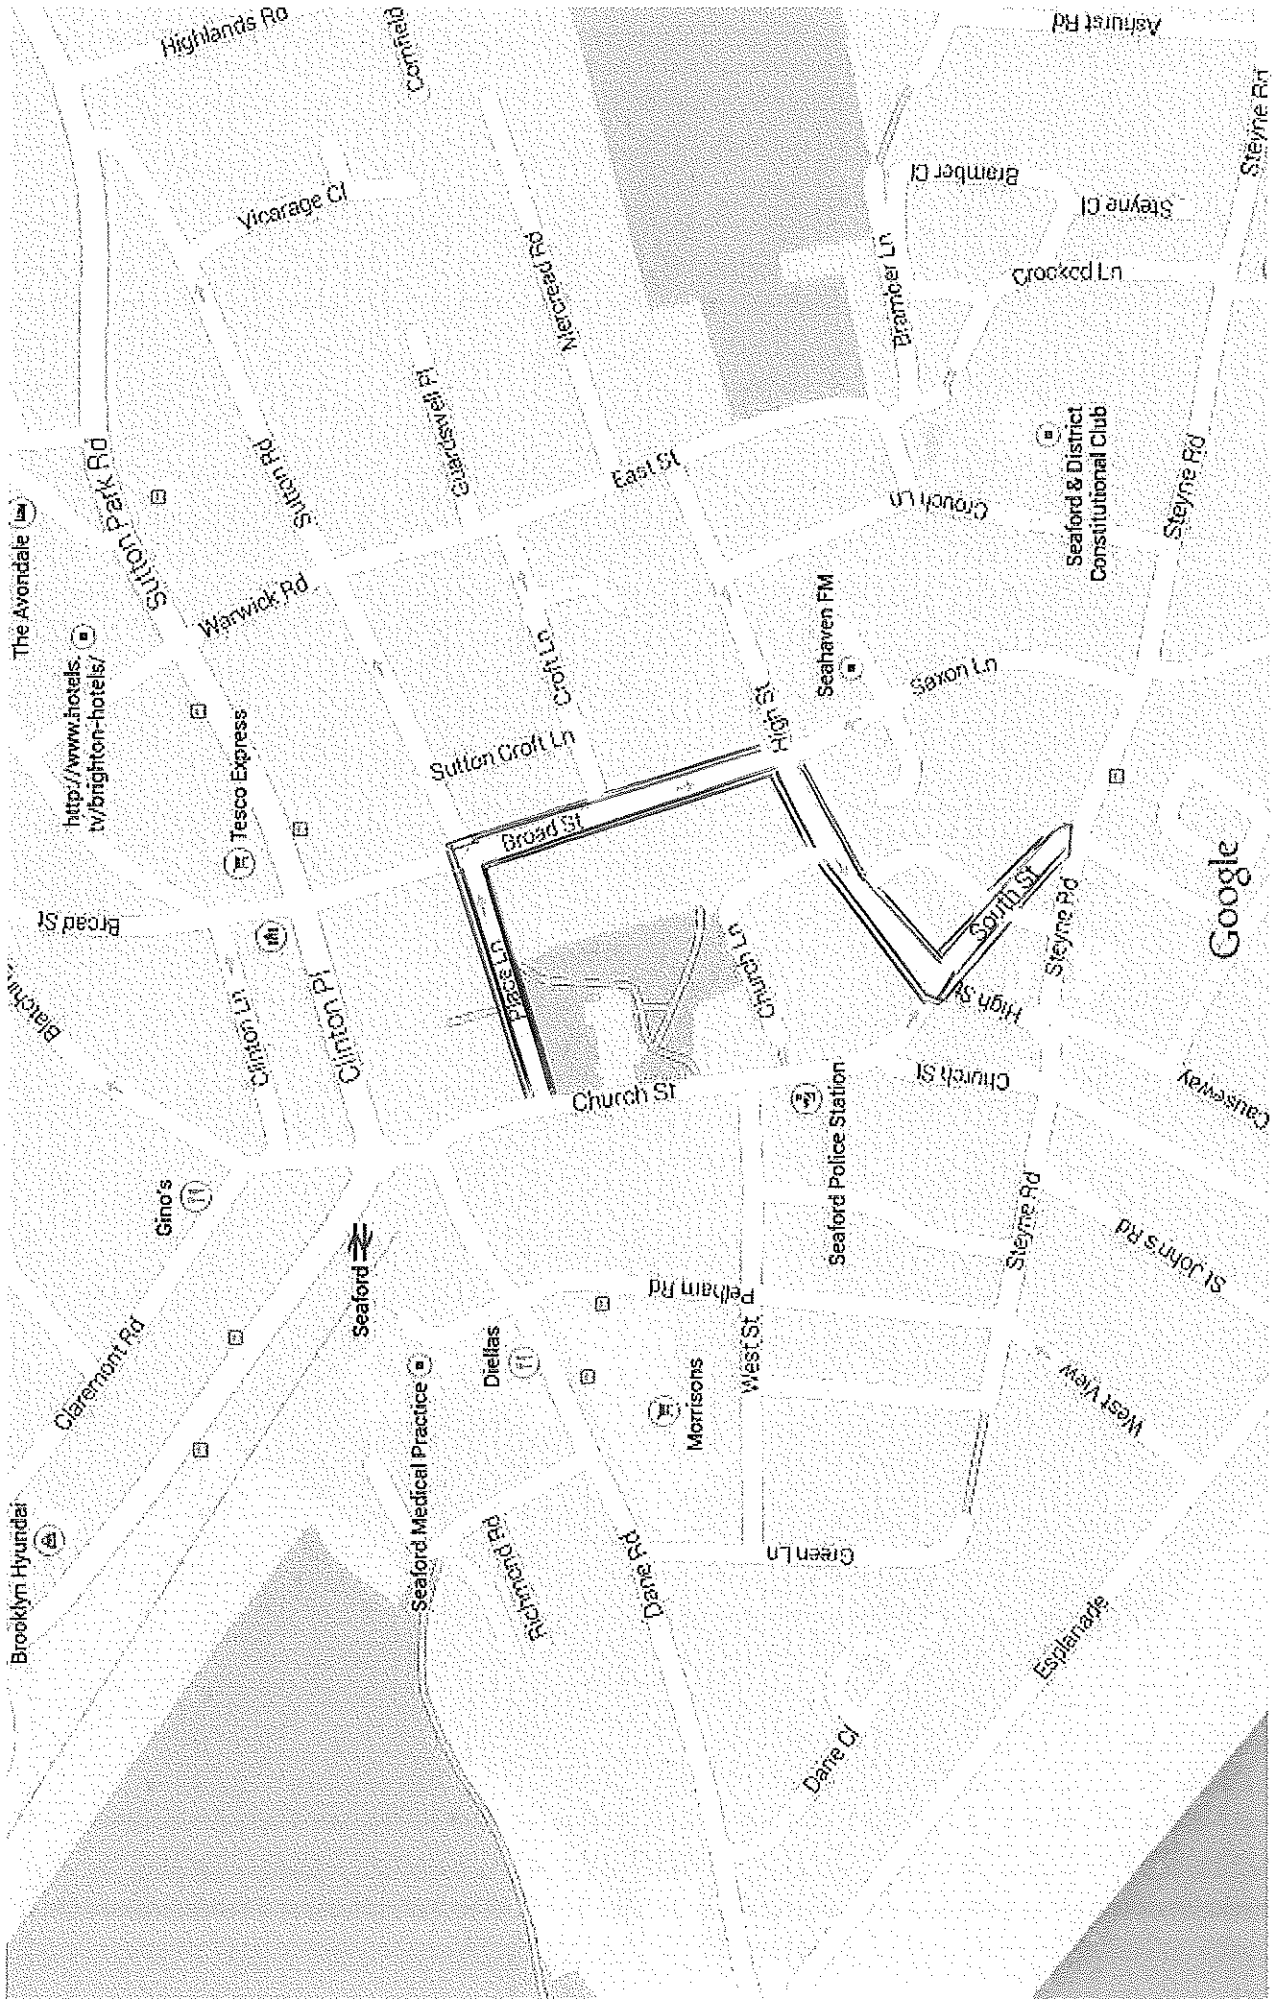 Highlands Rd
Cornfield
Ashurst Rd
Steyne Rd
Vicarage Cl
Bramber Cl
Steyne Cl
Mercread Rd
Crooked Ln
Bramber Ln
Guardswell Pl
The Avondale
Sutton Park Rd
Sutton Rd
East St
Crouch Ln
Seaford & District
Constitutional Club
Steyne Rd
Warwick Rd
http://www.hotels.
tv/brighton-hotels/
Croft Ln
Seahaven FM
Saxon Ln
High St
Tesco Express
Sutton Croft Ln
Broad St
Broad St
South St
Steyne Rd
Google
Place Ln
Church Ln
High St
Clinton Ln
Clinton Pl
Church St
Church St
Causeway
Seaford Police Station
Gino's
Seaford
Steyne Rd
St John's Rd
Pelham Rd
West St
Claremont Rd
Seaford Medical Practice
Diellas
Morrisons
West View
Brooklyn Hyundai
Richmond Rd
Dane Rd
Green Ln
Esplanade
Dane Cl